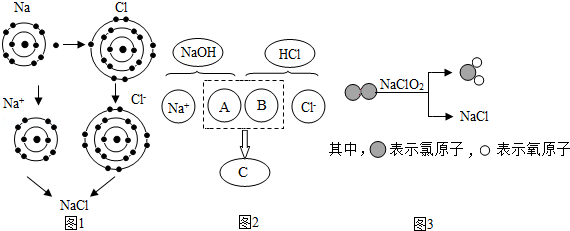 Na
Cl
Na⁺
Cl⁻
NaCl
图1
NaOH
HCl
Na⁺
A
B
Cl⁻
C
图2
NaClO₂
NaCl
其中, 表示氯原子, 表示氧原子
图3